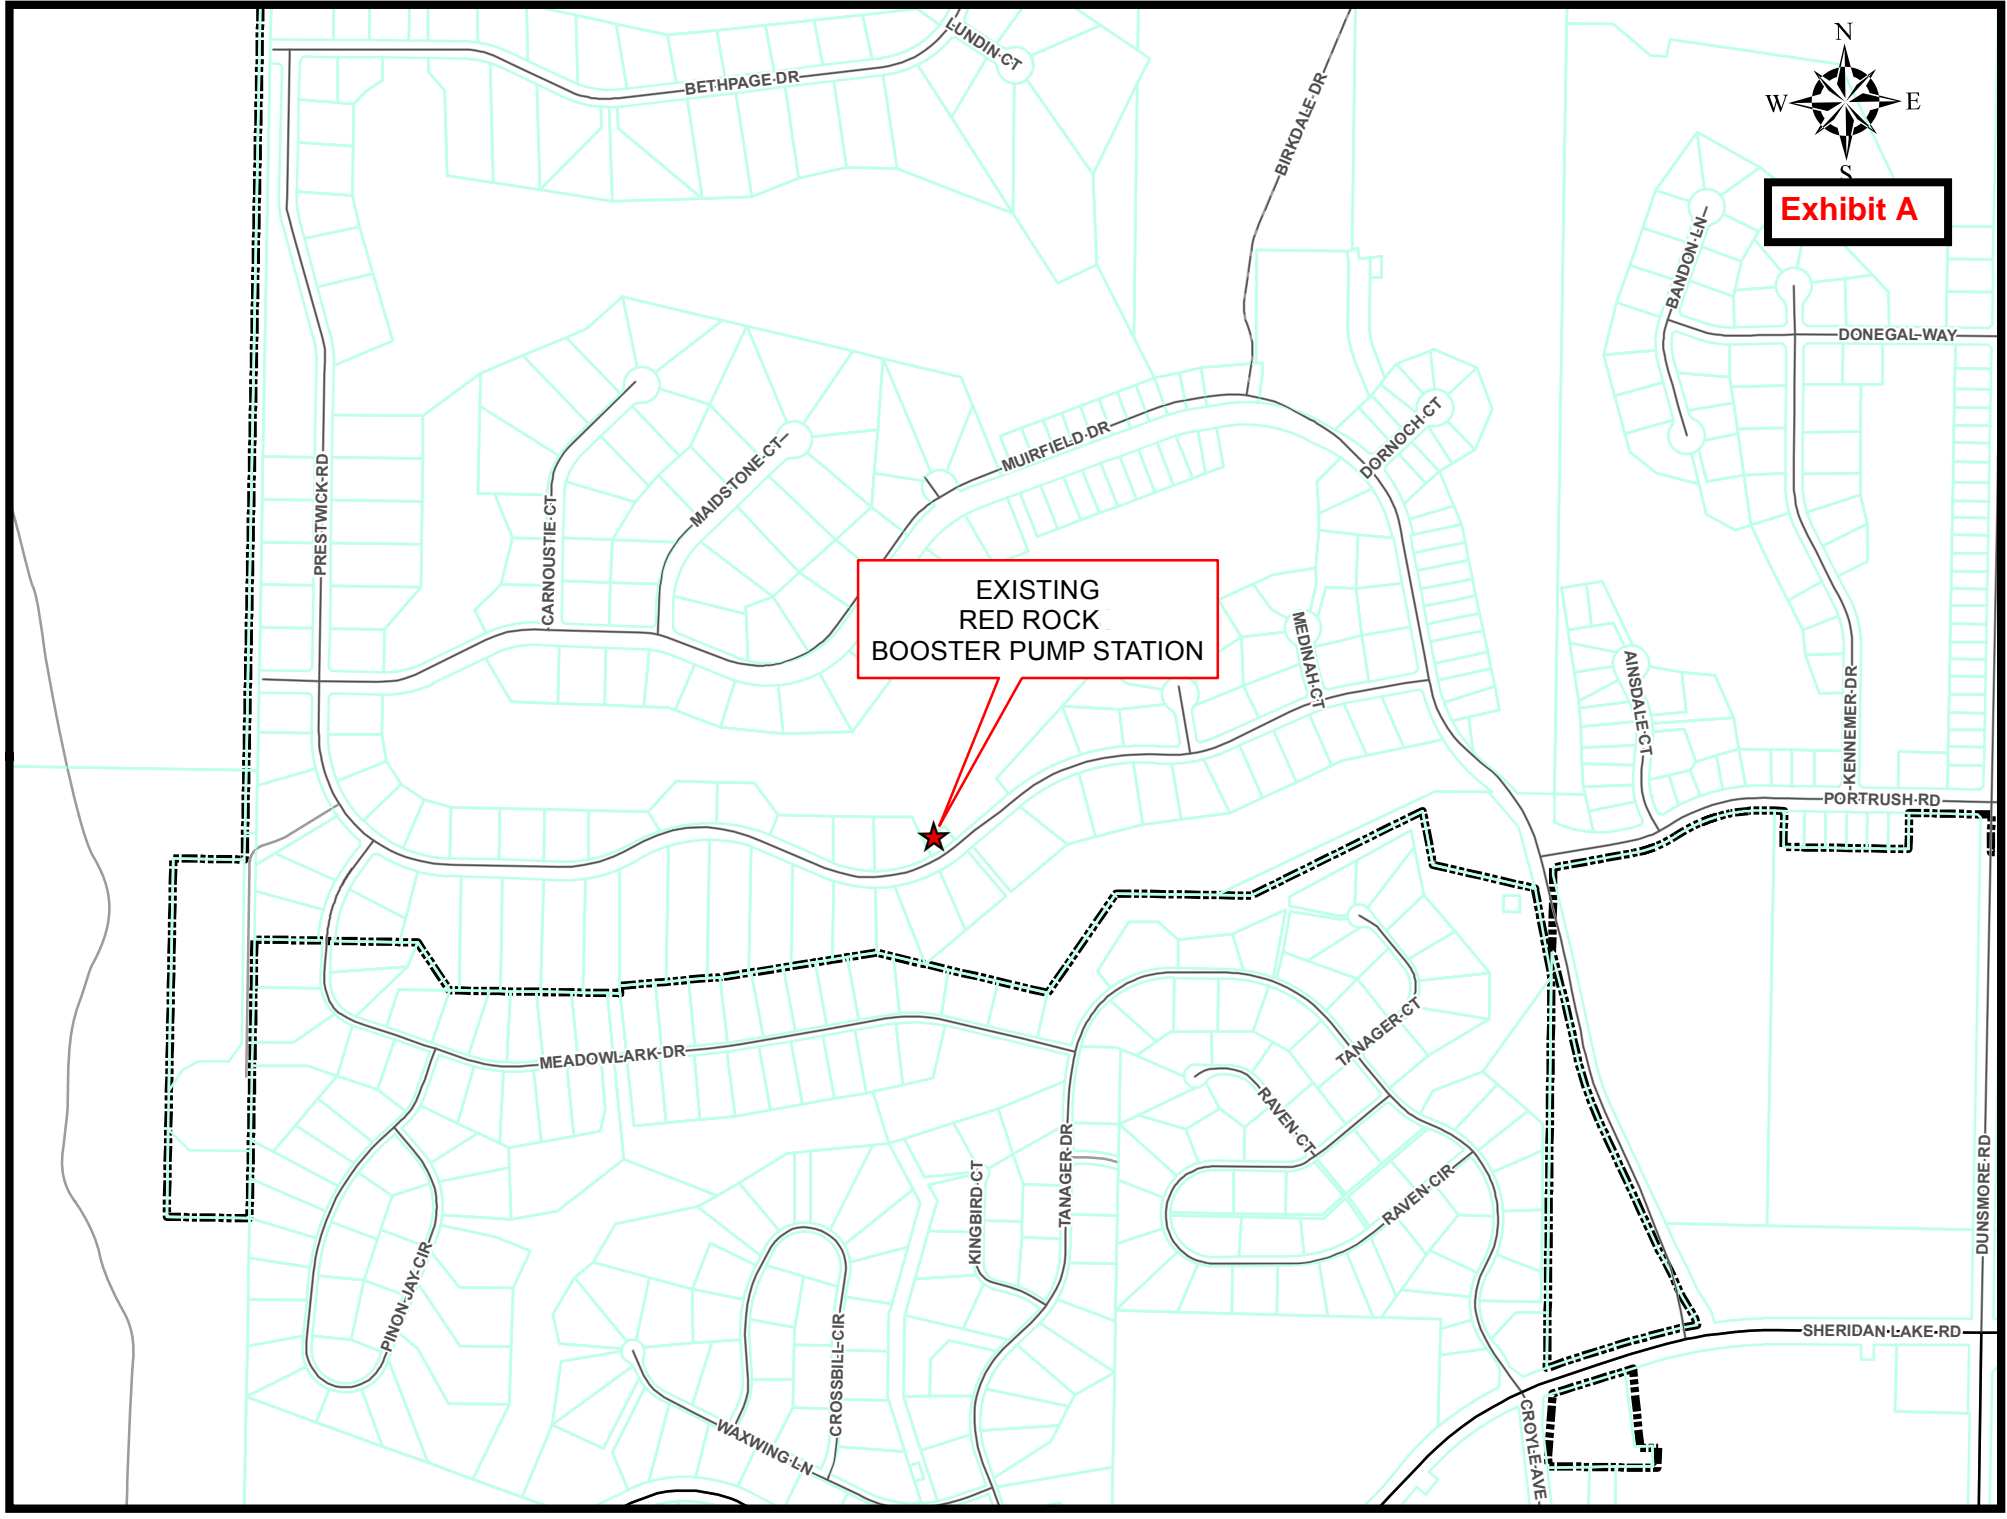 LUNDIN CT
BETHPAGE DR
BIRKDALE DR
N
W
E
S
Exhibit A
BANDON LN
DONEGAL WAY
PRESTWICK RD
CARNOUSTIE CT
MAIDSTONE CT
MUIRFIELD DR
DORNOCH CT
EXISTING
RED ROCK
BOOSTER PUMP STATION
MEDINAH CT
AINSDALE CT
KENNEMER DR
PORTRUSH RD
MEADOWLARK DR
TANAGER CT
RAVEN CT
RAVEN CIR
TANAGER DR
KINGBIRD CT
PINON JAY CIR
CROSSBILL CIR
WAXWING LN
DUNSMORE RD
SHERIDAN LAKE RD
CROYLE AVE